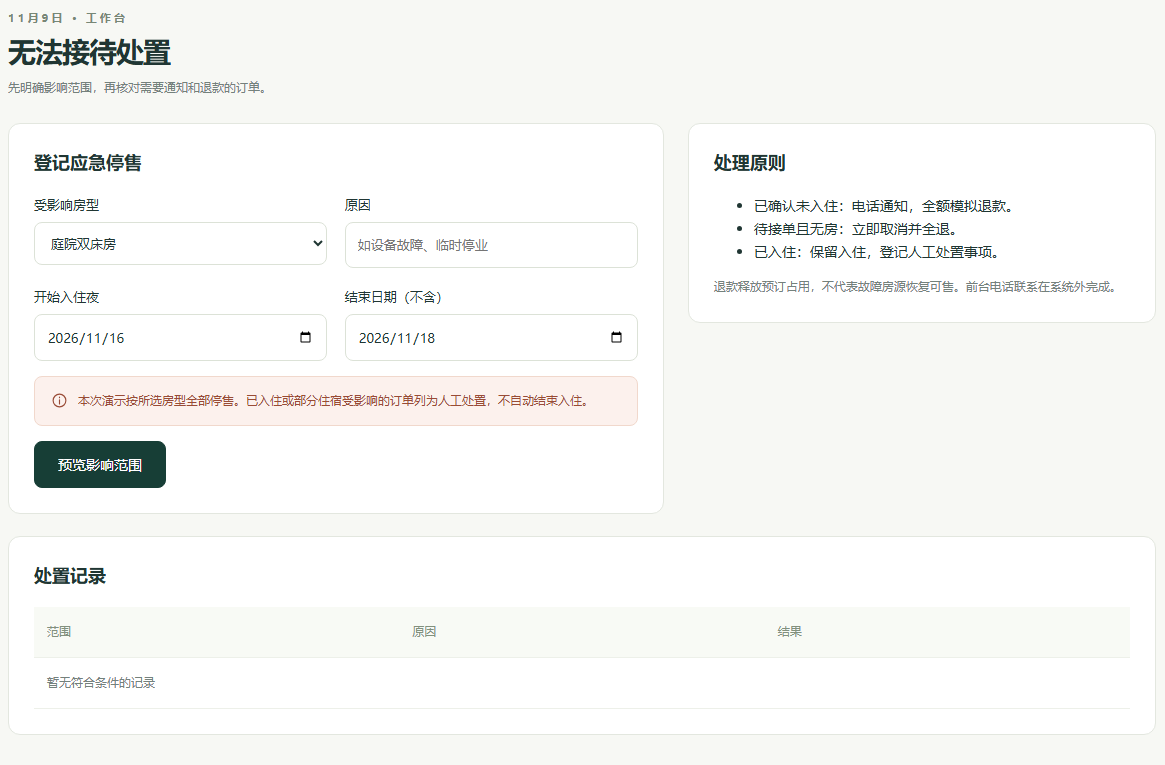 11月9日 • 工作台
无法接待处置
先明确影响范围，再核对需要通知和退款的订单。
登记应急停售
受影响房型
原因
庭院双床房
如设备故障、临时停业
开始入住夜
结束日期（不含）
2026/11/16
2026/11/18
本次演示按所选房型全部停售。已入住或部分住宿受影响的订单列为人工处置，不自动结束入住。
预览影响范围
处理原则
已确认未入住：电话通知，全额模拟退款。
待接单且无房：立即取消并全退。
已入住：保留入住，登记人工处置事项。
退款释放预订占用，不代表故障房源恢复可售。前台电话联系在系统外完成。
处置记录
范围
原因
结果
暂无符合条件的记录